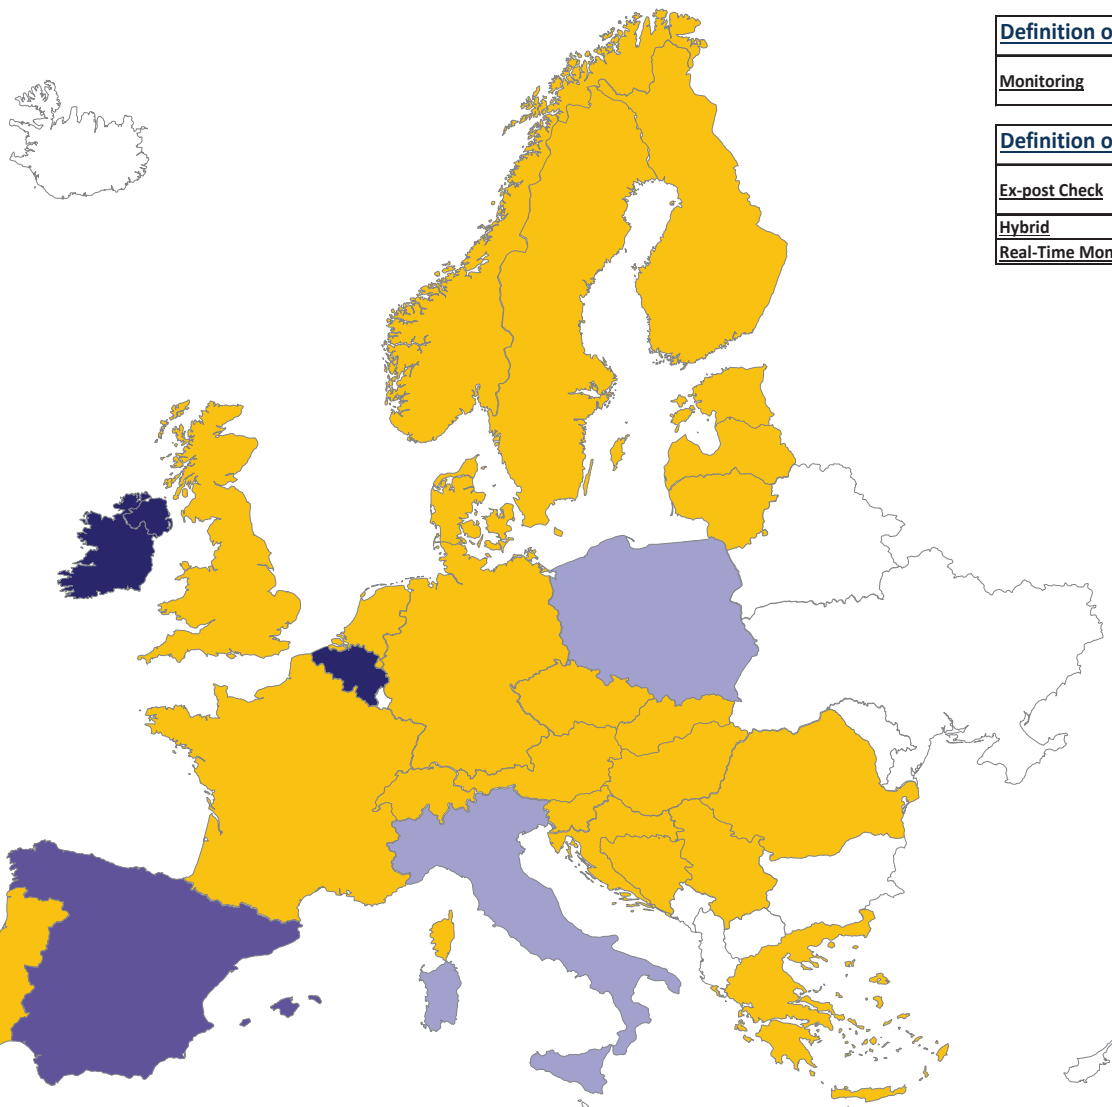 Definition o
Monitoring
Definition o
Ex-post Check
Hybrid
Real-Time Mon